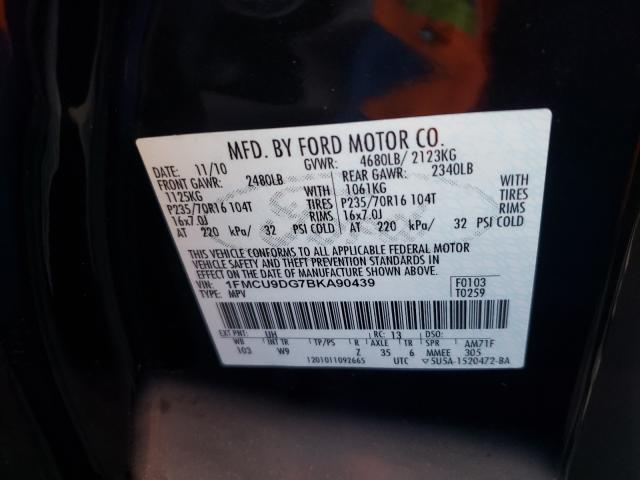 MFD. BY FORD MOTOR CO.
DATE: 11/10 GVWR: 4680LB/ 2123KG
FRONT GAWR: 2480LB REAR GAWR: 2340LB
1125KG WITH 1061KG WITH
P235/70R16 104T TIRES P235/70R16 104T TIRES
16x7.0J RIMS 16x7.0J RIMS
AT 220 kPa/ 32 PSI COLD AT 220 kPa/ 32 PSI COLD
THIS VEHICLE CONFORMS TO ALL APPLICABLE FEDERAL MOTOR
VEHICLE SAFETY AND THEFT PREVENTION STANDARDS IN
EFFECT ON THE DATE OF MANUFACTURE SHOWN ABOVE.
VIN: 1FMCU9DG7BKA90439 F0103
TYPE: MPV T0259
EXT PNT: UH RC: 13 DSO:
WB INT TR TP/PS R AXLE TR SPR AM71F
103 W9 Z 35 6 MMEE 305
1201011092665 UTC 5U5A-1520472-BA